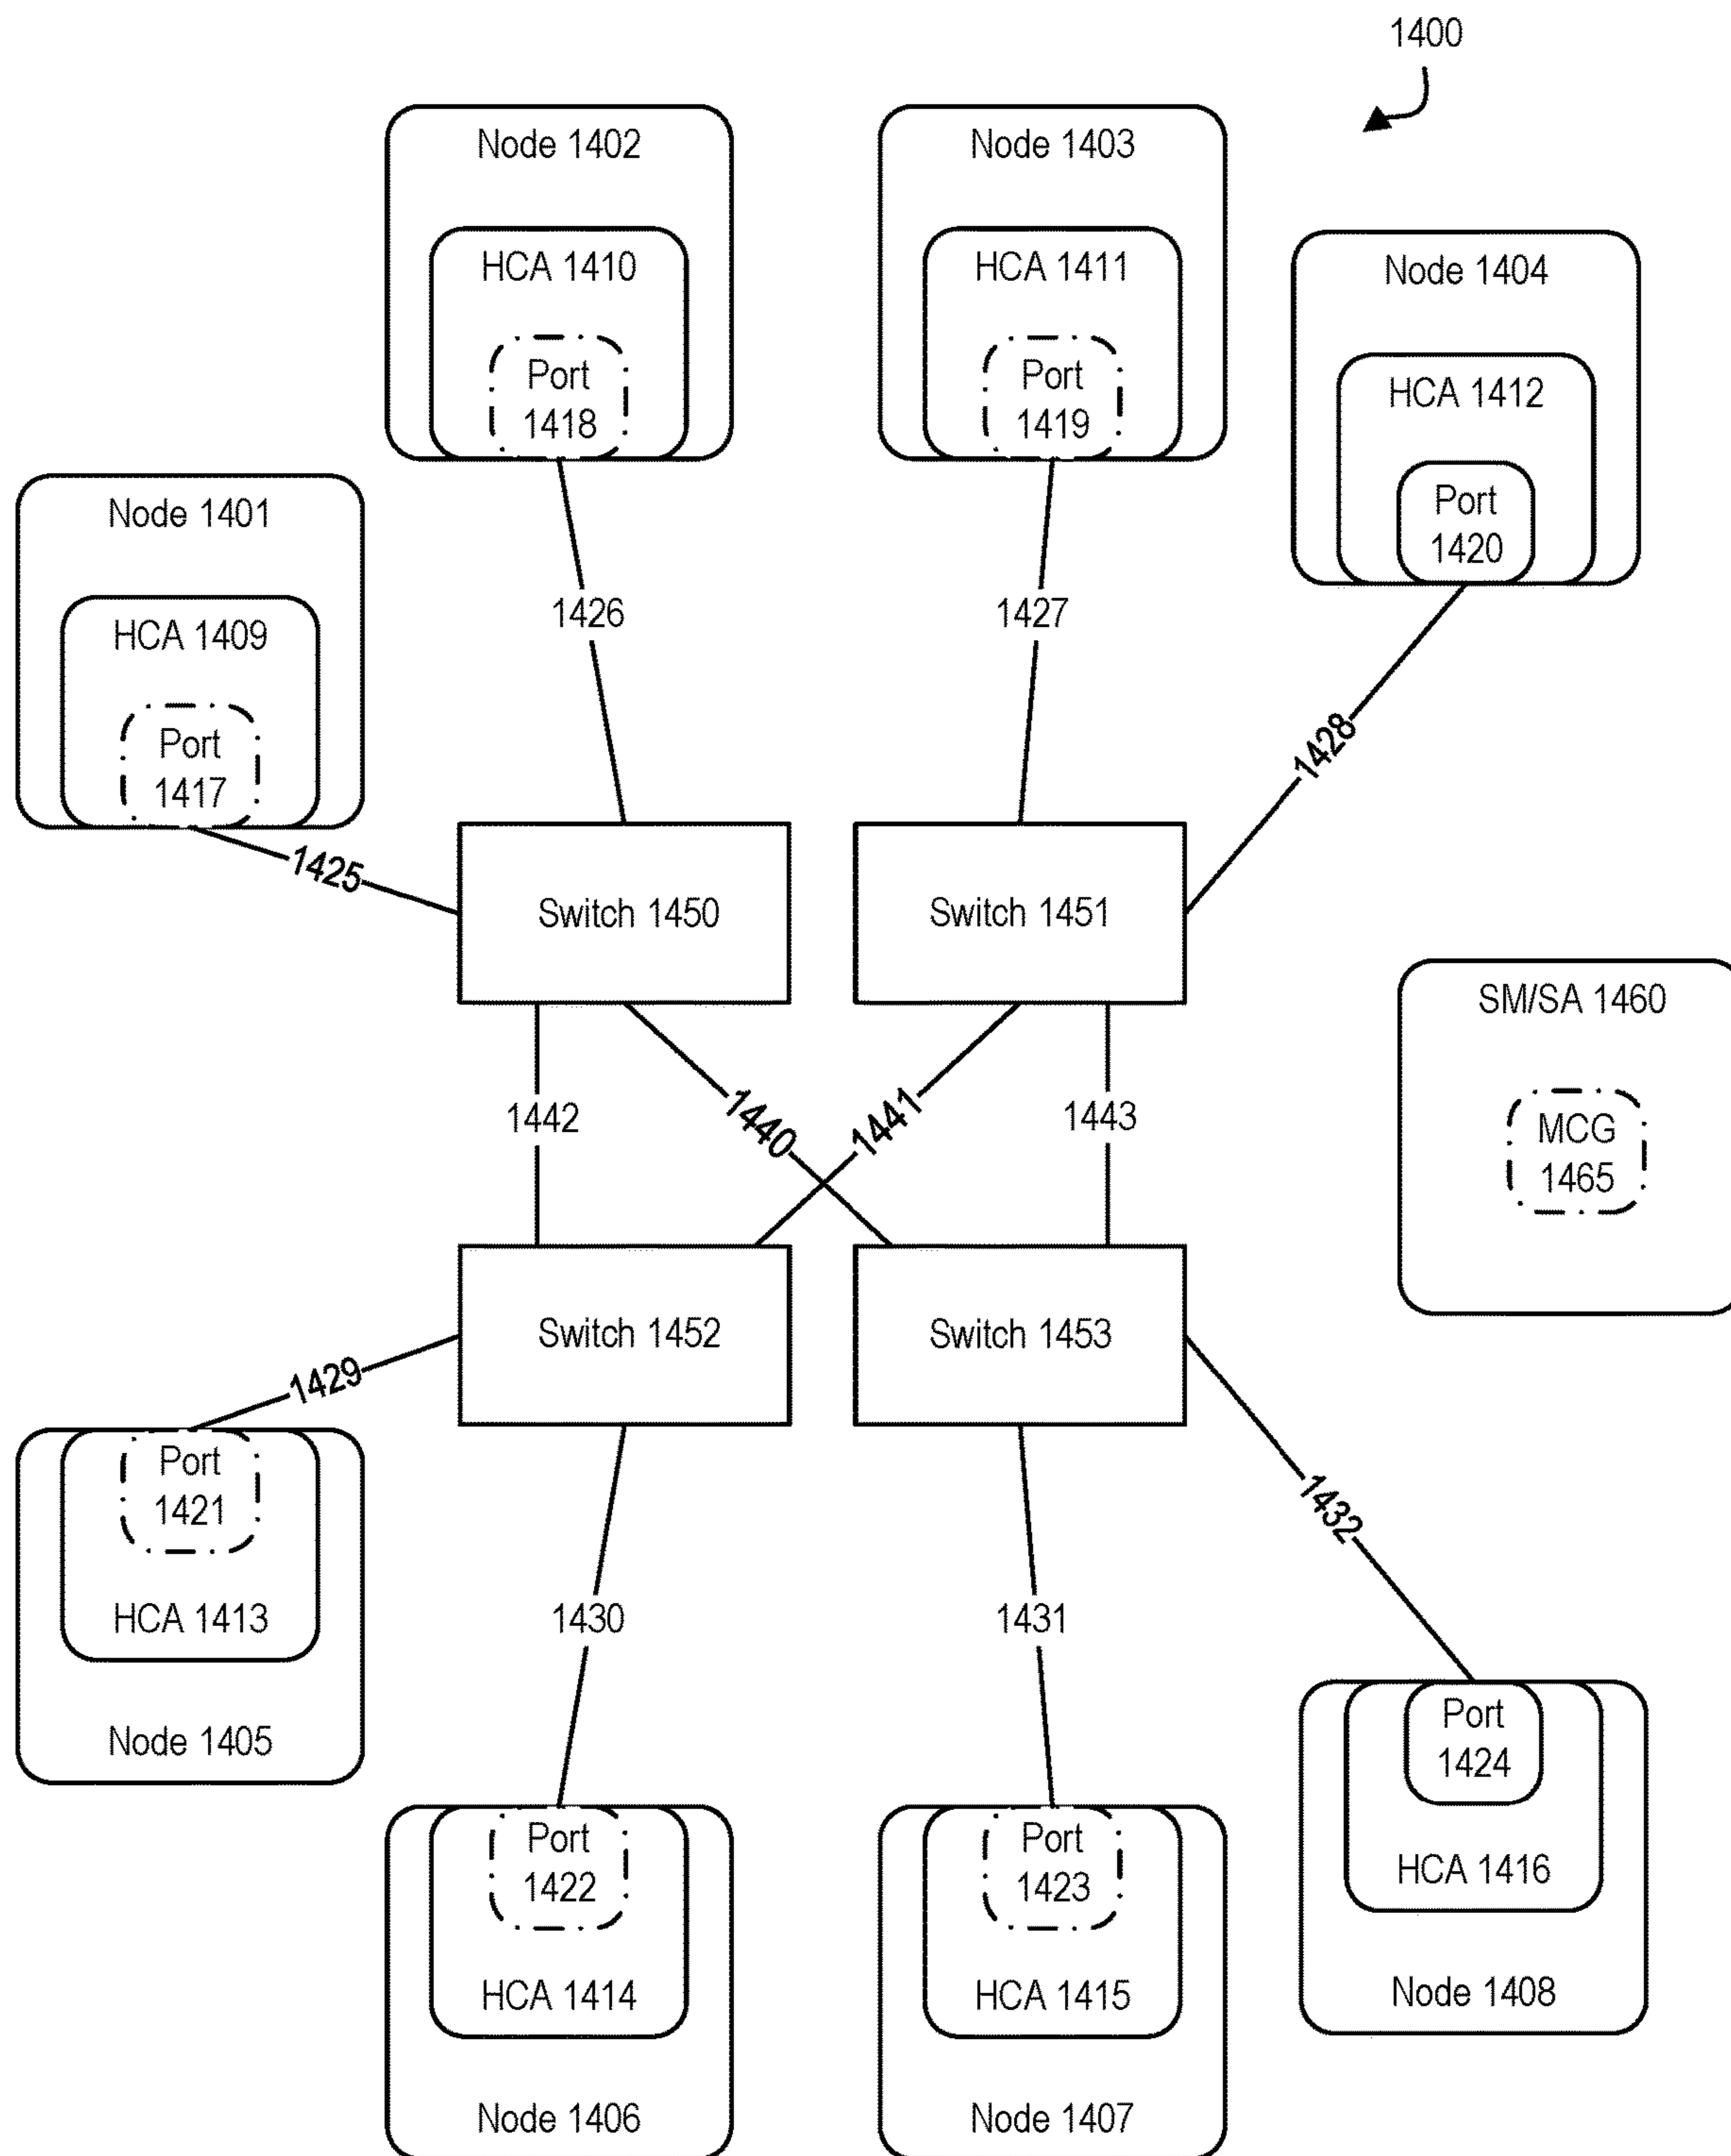 1400
Node 1402
HCA 1410
Port
1418
Node 1403
HCA 1411
Port
1419
Node 1404
HCA 1412
Port
1420
Node 1401
HCA 1409
Port
1417
1426
1427
1428
1425
Switch 1450
Switch 1451
SM/SA 1460
MCG
1465
1442
1440
1441
1443
Switch 1452
Switch 1453
1429
Port
1421
HCA 1413
Node 1405
1430
1431
1432
Port
1422
HCA 1414
Node 1406
Port
1423
HCA 1415
Node 1407
Port
1424
HCA 1416
Node 1408